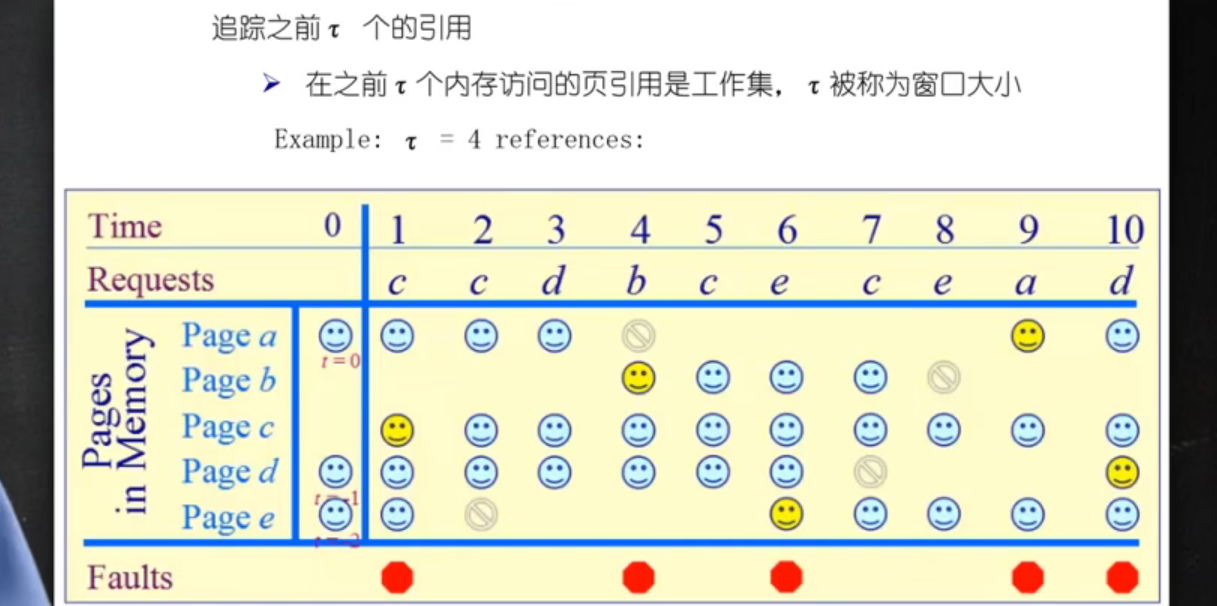 追踪之前 τ 个的引用
➤ 在之前 τ 个内存访问的页引用是工作集， τ 被称为窗口大小
Example: τ = 4 references:
Time 0 1 2 3 4 5 6 7 8 9 10
Requests c c d b c e c e a d
Pages in Memory
Page a
t = 0
Page b
Page c
Page d
t = -1
Page e
t = -2
Faults